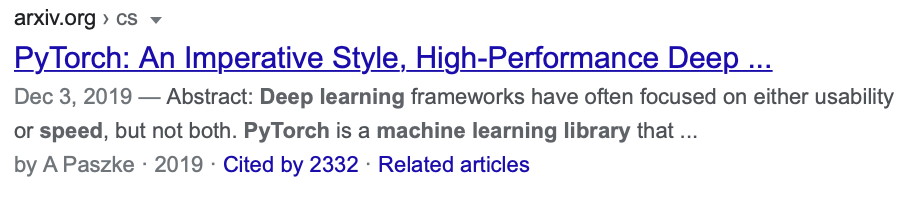 arxiv.org › cs
PyTorch: An Imperative Style, High-Performance Deep ...
Dec 3, 2019 — Abstract: Deep learning frameworks have often focused on either usability
or speed, but not both. PyTorch is a machine learning library that ...
by A Paszke · 2019 · Cited by 2332 · Related articles